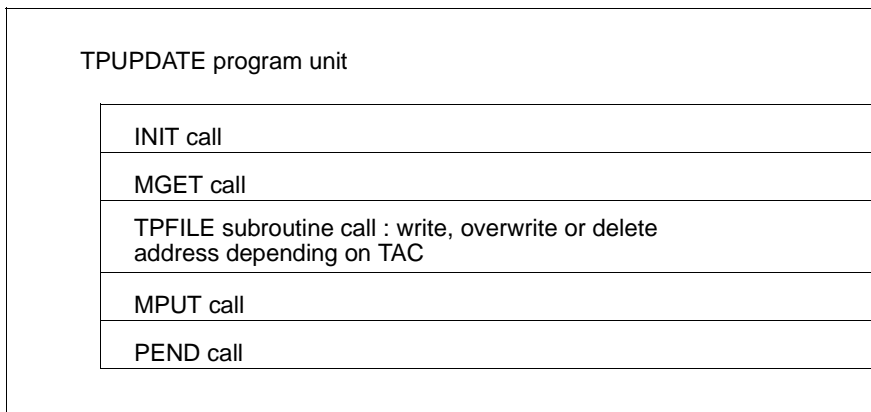 TPUPDATE program unit
INIT call
MGET call
TPFILE subroutine call : write, overwrite or delete
address depending on TAC
MPUT call
PEND call